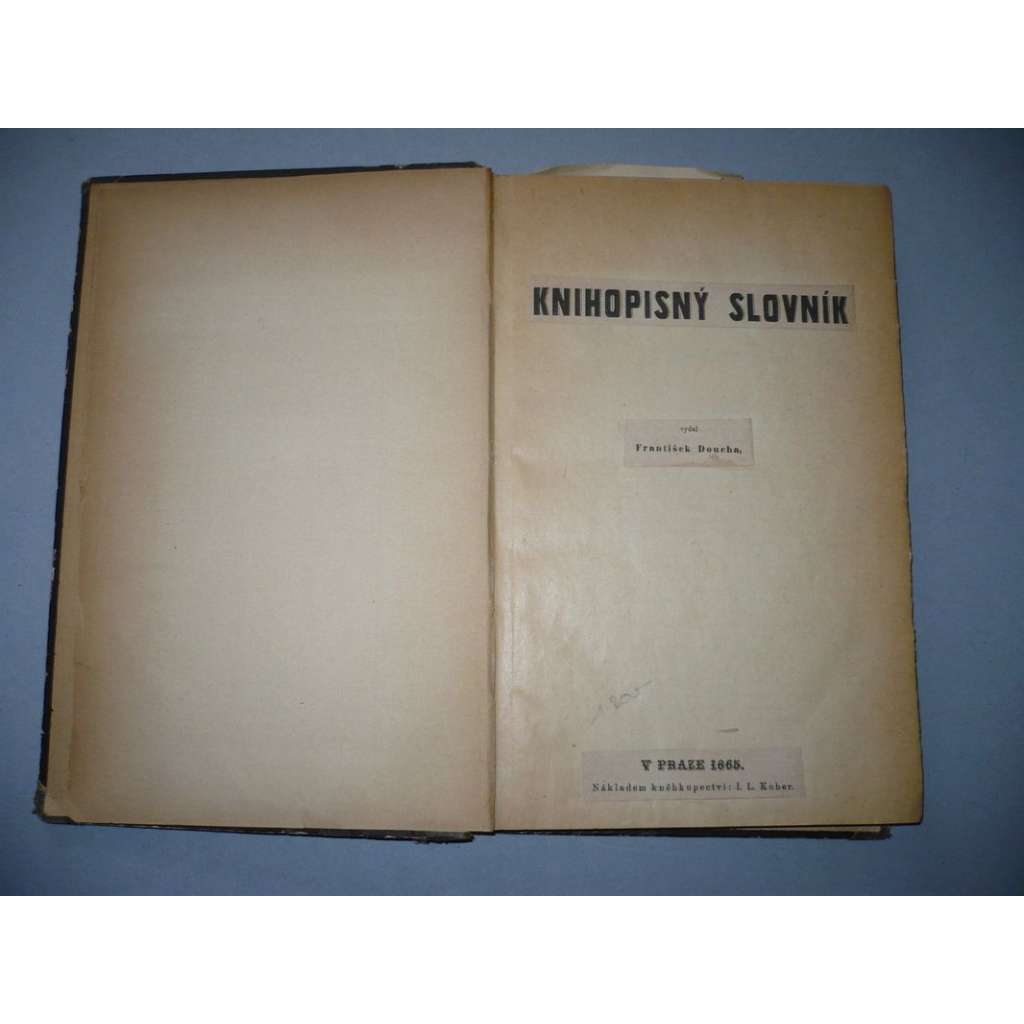 KNIHOPISNÝ SLOVNÍK
vydal
František Doucha.
V PRAZE 1865.
Nákladem kněhkupectví: I. L. Kober.